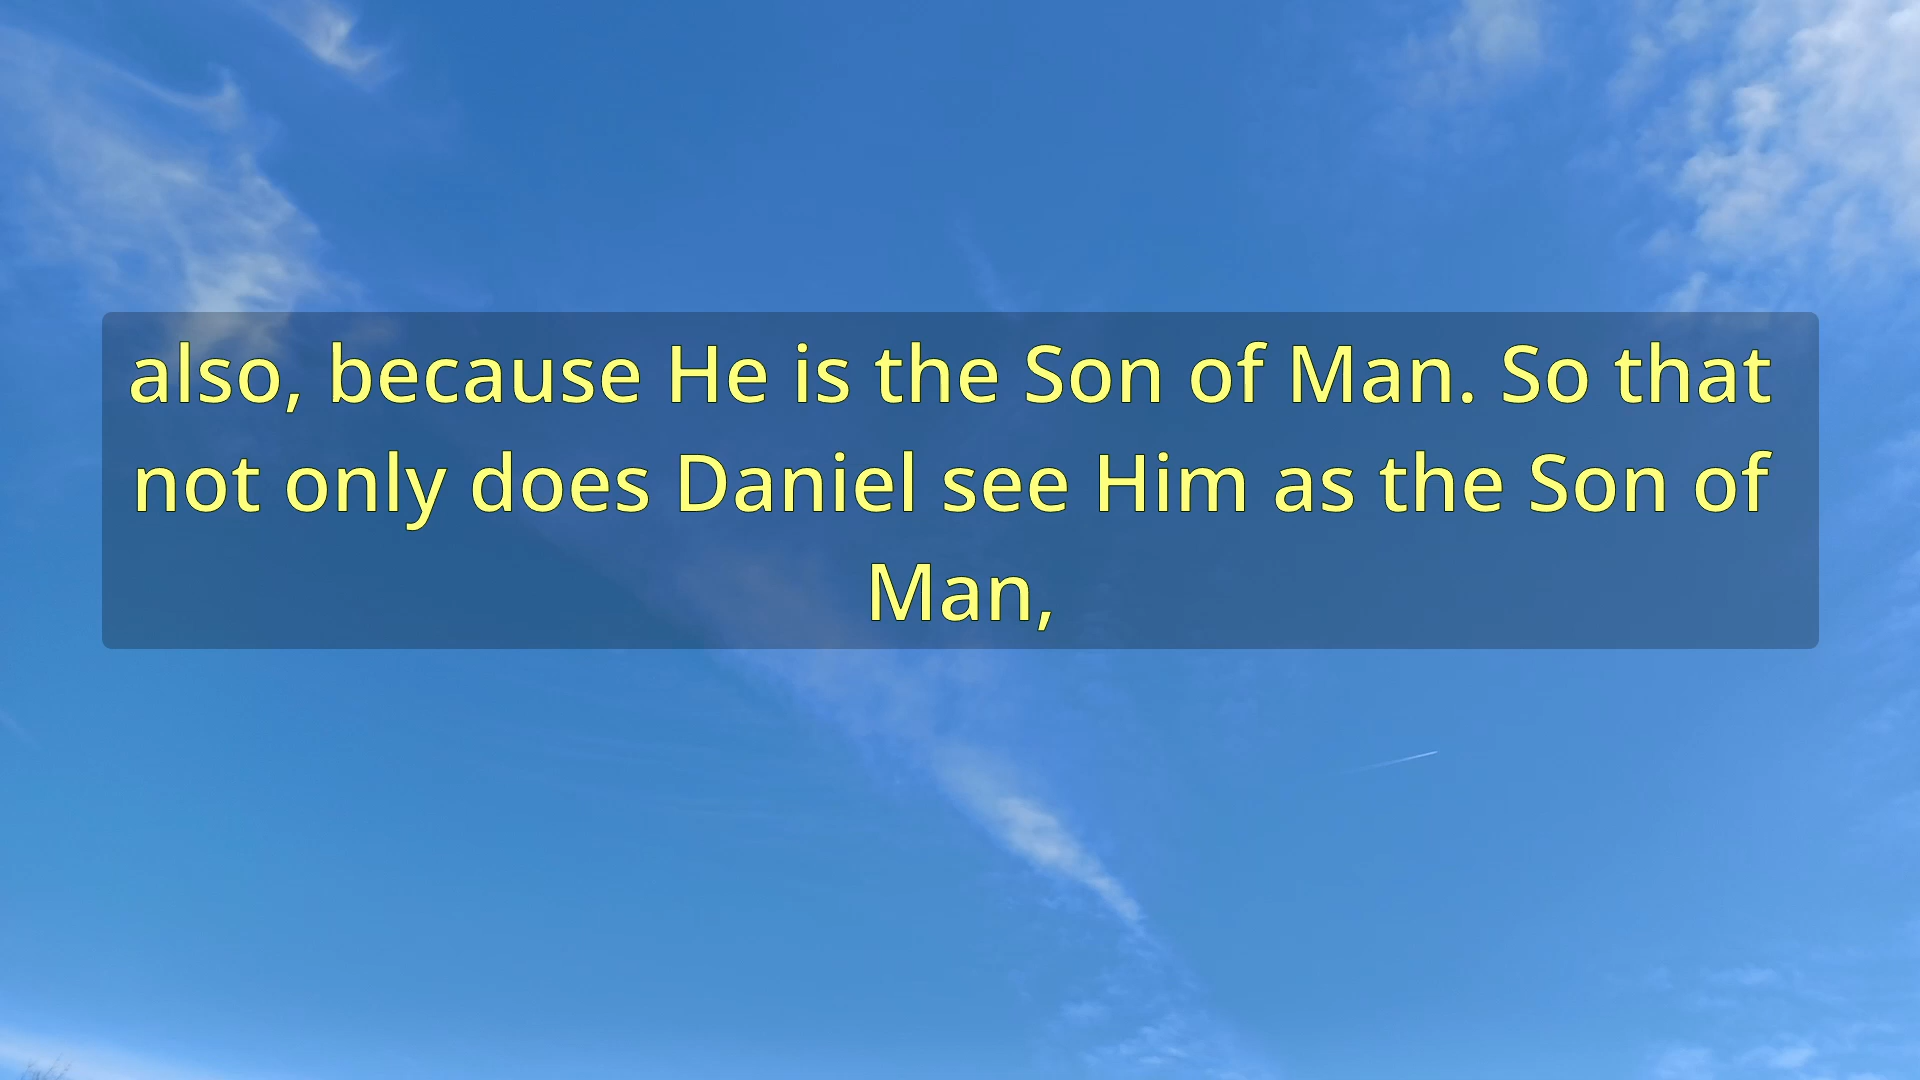 also, because He is the Son of Man. So that
not only does Daniel see Him as the Son of
Man,